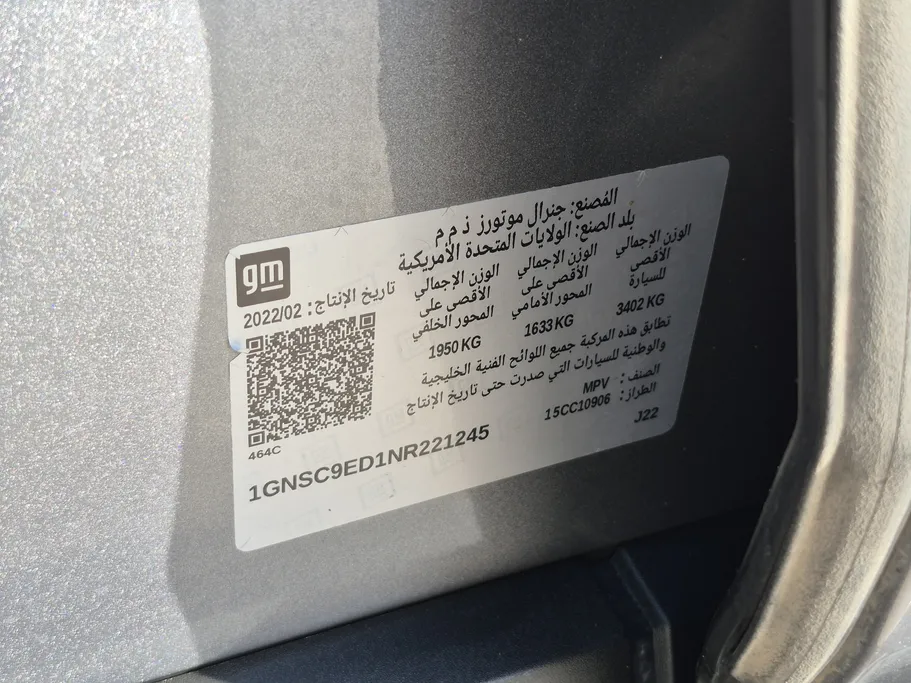 المُصنع: جنرال موتورز ذ م م
بلد الصنع: الولايات المتحدة الأمريكية
gm
تاريخ الإنتاج: 2022/02
الوزن الإجمالي الأقصى للسيارة
3402 KG
الوزن الإجمالي الأقصى على المحور الأمامي
1633 KG
الوزن الإجمالي الأقصى على المحور الخلفي
1950 KG
تطابق هذه المركبة جميع اللوائح الفنية الخليجية
والوطنية للسيارات التي صدرت حتى تاريخ الإنتاج
الصنف: MPV
الطراز: 15CC10906
J22
464C
1GNSC9ED1NR221245